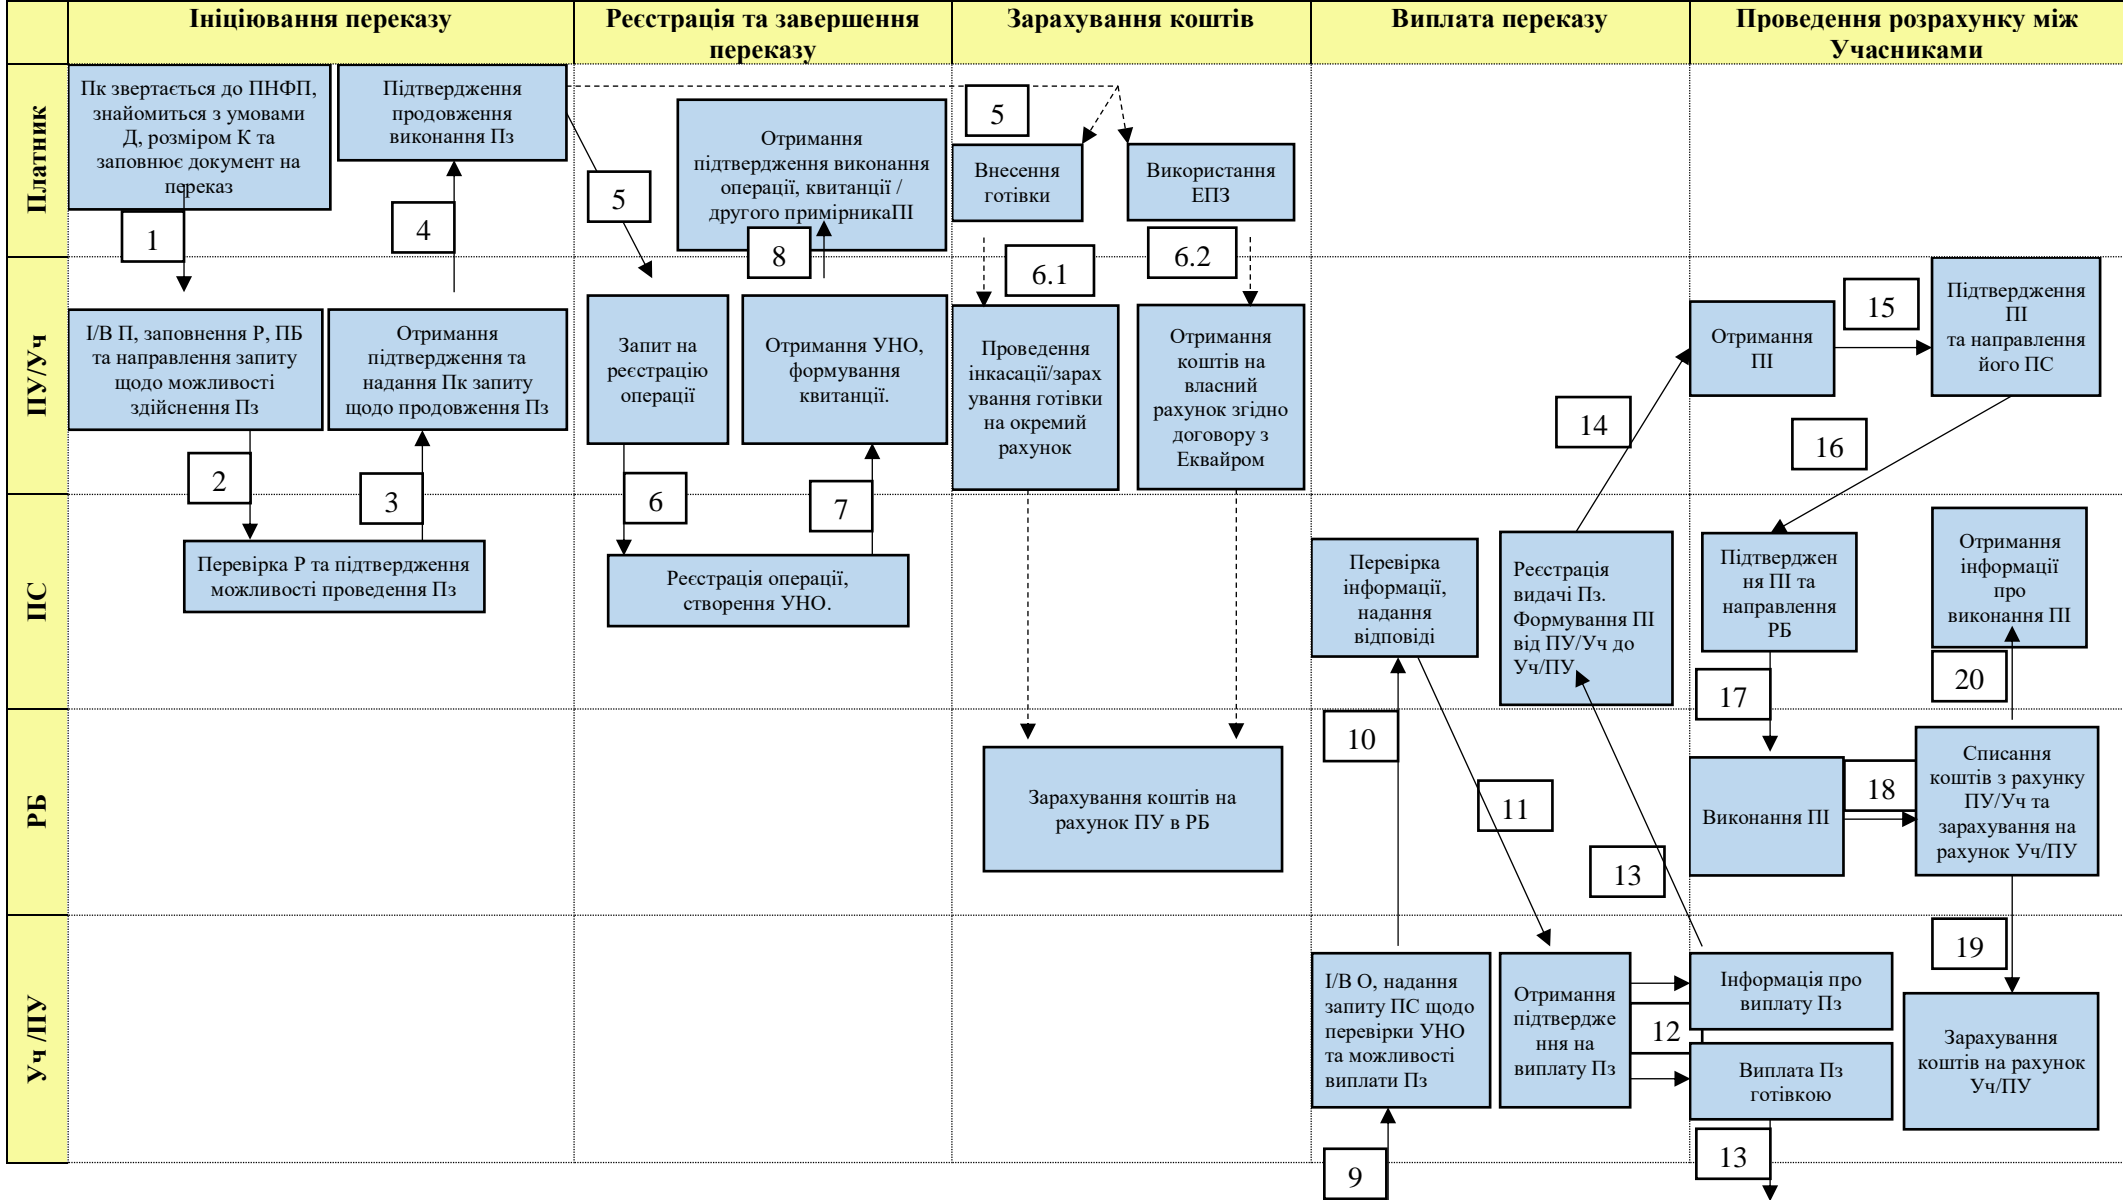 Ініціювання переказу
Реєстрація та завершення
переказу
Зарахування коштів
Виплата переказу
Проведення розрахунку між
Учасниками
Платник
Пк звертається до ПНФП,
знайомиться з умовами
Д, розміром К та
заповнює документ на
переказ
Підтвердження
продовження
виконання Пз
Отримання
підтвердження виконання
операції, квитанції /
другого примірникаПІ
5
5
Внесення
готівки
Використання
ЕПЗ
1
4
8
6.1
6.2
ПУ/Уч
І/В П, заповнення Р, ПБ
та направлення запиту
щодо можливості
здійснення Пз
Отримання
підтвердження та
надання Пк запиту
щодо продовження Пз
Запит на
реєстрацію
операції
Отримання УНО,
формування
квитанції.
Проведення
інкасації/зарах
ування готівки
на окремий
рахунок
Отримання
коштів на
власний
рахунок згідно
договору з
Еквайром
Отримання
ПІ
15
Підтвердження
ПІ
та направлення
його ПС
14
16
2
3
6
7
ПС
Перевірка Р та підтвердження
можливості проведення Пз
Реєстрація операції,
створення УНО.
Перевірка
інформації,
надання
відповіді
Реєстрація
видачі Пз.
Формування ПІ
від ПУ/Уч до
Уч/ПУ
Підтверджен
ня ПІ та
направлення
РБ
Отримання
інформації
про
виконання ПІ
17
20
10
РБ
Зарахування коштів на
рахунок ПУ в РБ
11
13
Виконання ПІ
18
Списання
коштів з рахунку
ПУ/Уч та
зарахування на
рахунок Уч/ПУ
19
Уч /ПУ
І/В О, надання
запиту ПС щодо
перевірки УНО
та можливості
виплати Пз
Отримання
підтвердже
ння на
виплату Пз
12
Інформація про
виплату Пз
Виплата Пз
готівкою
Зарахування
коштів на рахунок
Уч/ПУ
9
13